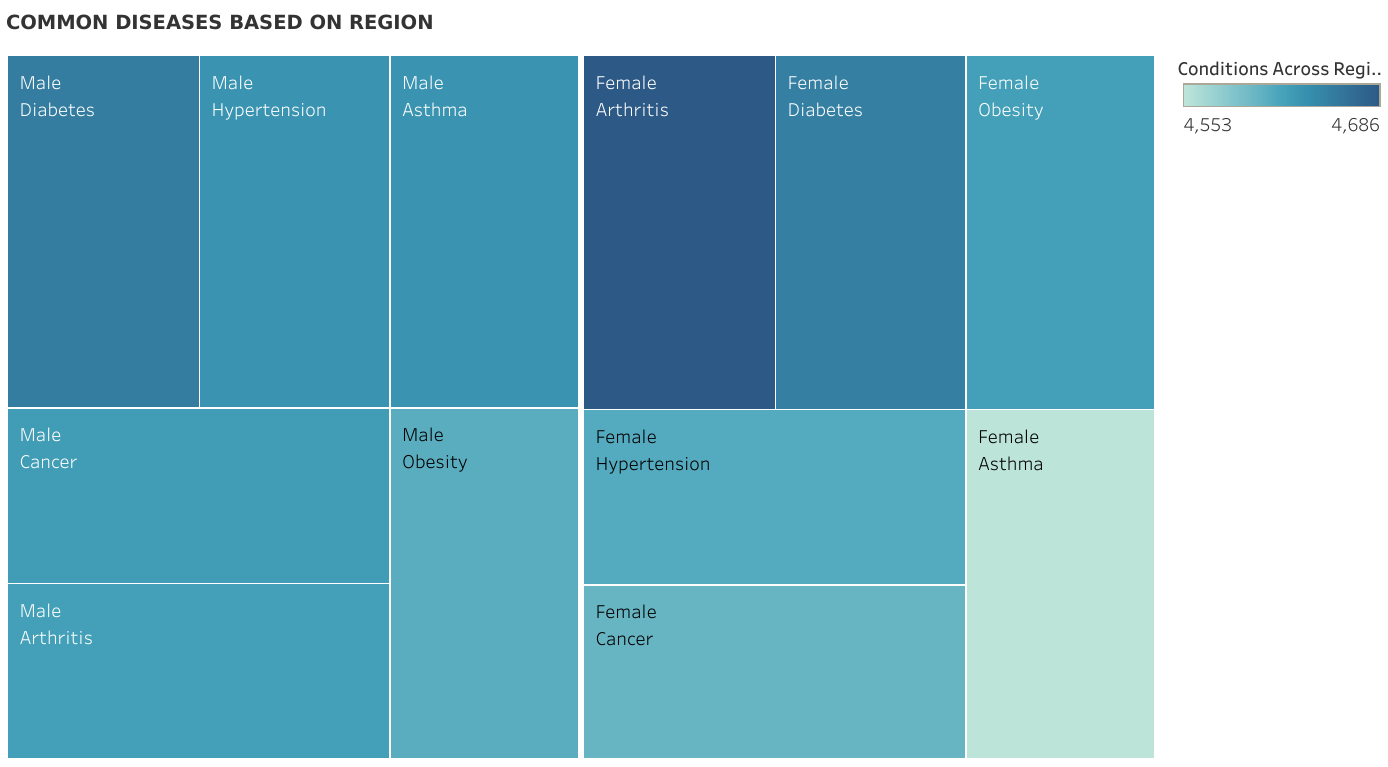 COMMON DISEASES BASED ON REGION
Male
Diabetes
Male
Hypertension
Male
Asthma
Female
Arthritis
Female
Diabetes
Female
Obesity
Conditions Across Regi..
4,553
4,686
Male
Cancer
Male
Obesity
Female
Hypertension
Female
Asthma
Male
Arthritis
Female
Cancer